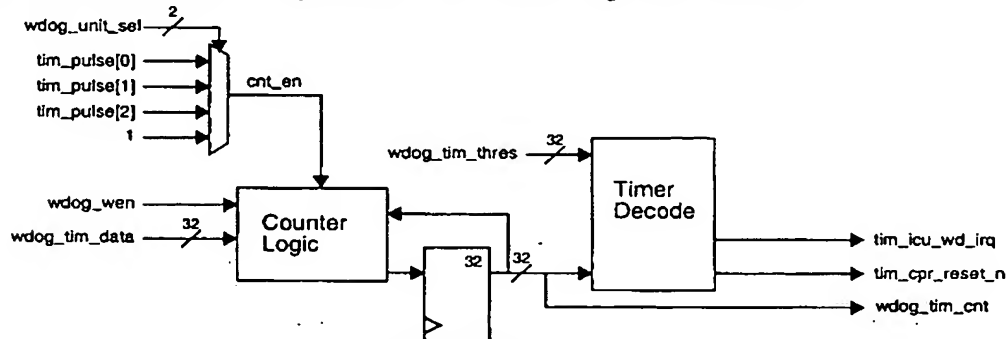 wdog_unit_sel
2
tim_pulse[0]
tim_pulse[1]
tim_pulse[2]
1
cnt_en
wdog_tim_thres
32
Timer
Decode
wdog_wen
wdog_tim_data
32
Counter
Logic
32
32
tim_icu_wd_irq
tim_cpr_reset_n
wdog_tim_cnt